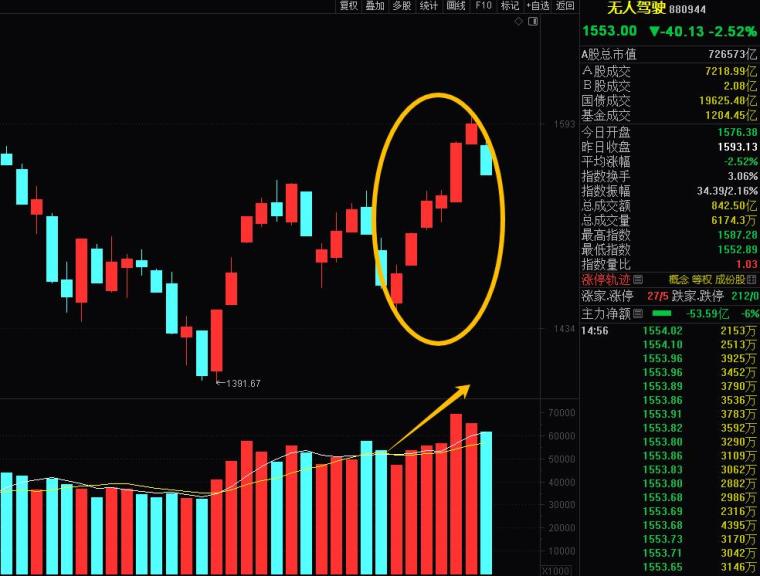 复权 叠加 多股 统计 画线 F10 标记 +自选 返回
无人驾驶 880944
1553.00 ▼-40.13 -2.52%
A股总市值 726573亿
A股成交 7218.99亿
B股成交 2.08亿
国债成交 19625.48亿
基金成交 1204.45亿
今日开盘 1576.38
昨日收盘 1593.13
平均涨幅 -2.52%
指数换手 3.06%
指数振幅 34.39/2.16%
总成交额 842.50亿
总成交量 6174.3万
最高指数 1587.28
最低指数 1552.89
指数量比 1.03
涨停轨迹 概念 等权 成份股
涨家.涨停 27/5 跌家.跌停 212/0
主力净额 -53.59亿 -6%
14:56 1554.02 2153万
1554.10 2513万
1553.96 3925万
1553.96 3452万
1553.89 3790万
1553.86 3536万
1553.91 3783万
1553.82 3592万
1553.80 3290万
1553.86 3109万
1553.83 3062万
1553.80 2882万
1553.68 2986万
1553.69 2316万
1553.68 4395万
1553.73 3170万
1553.71 3042万
1553.65 3146万
1593
1434
←1391.67
70000
60000
50000
40000
30000
20000
10000
X1000